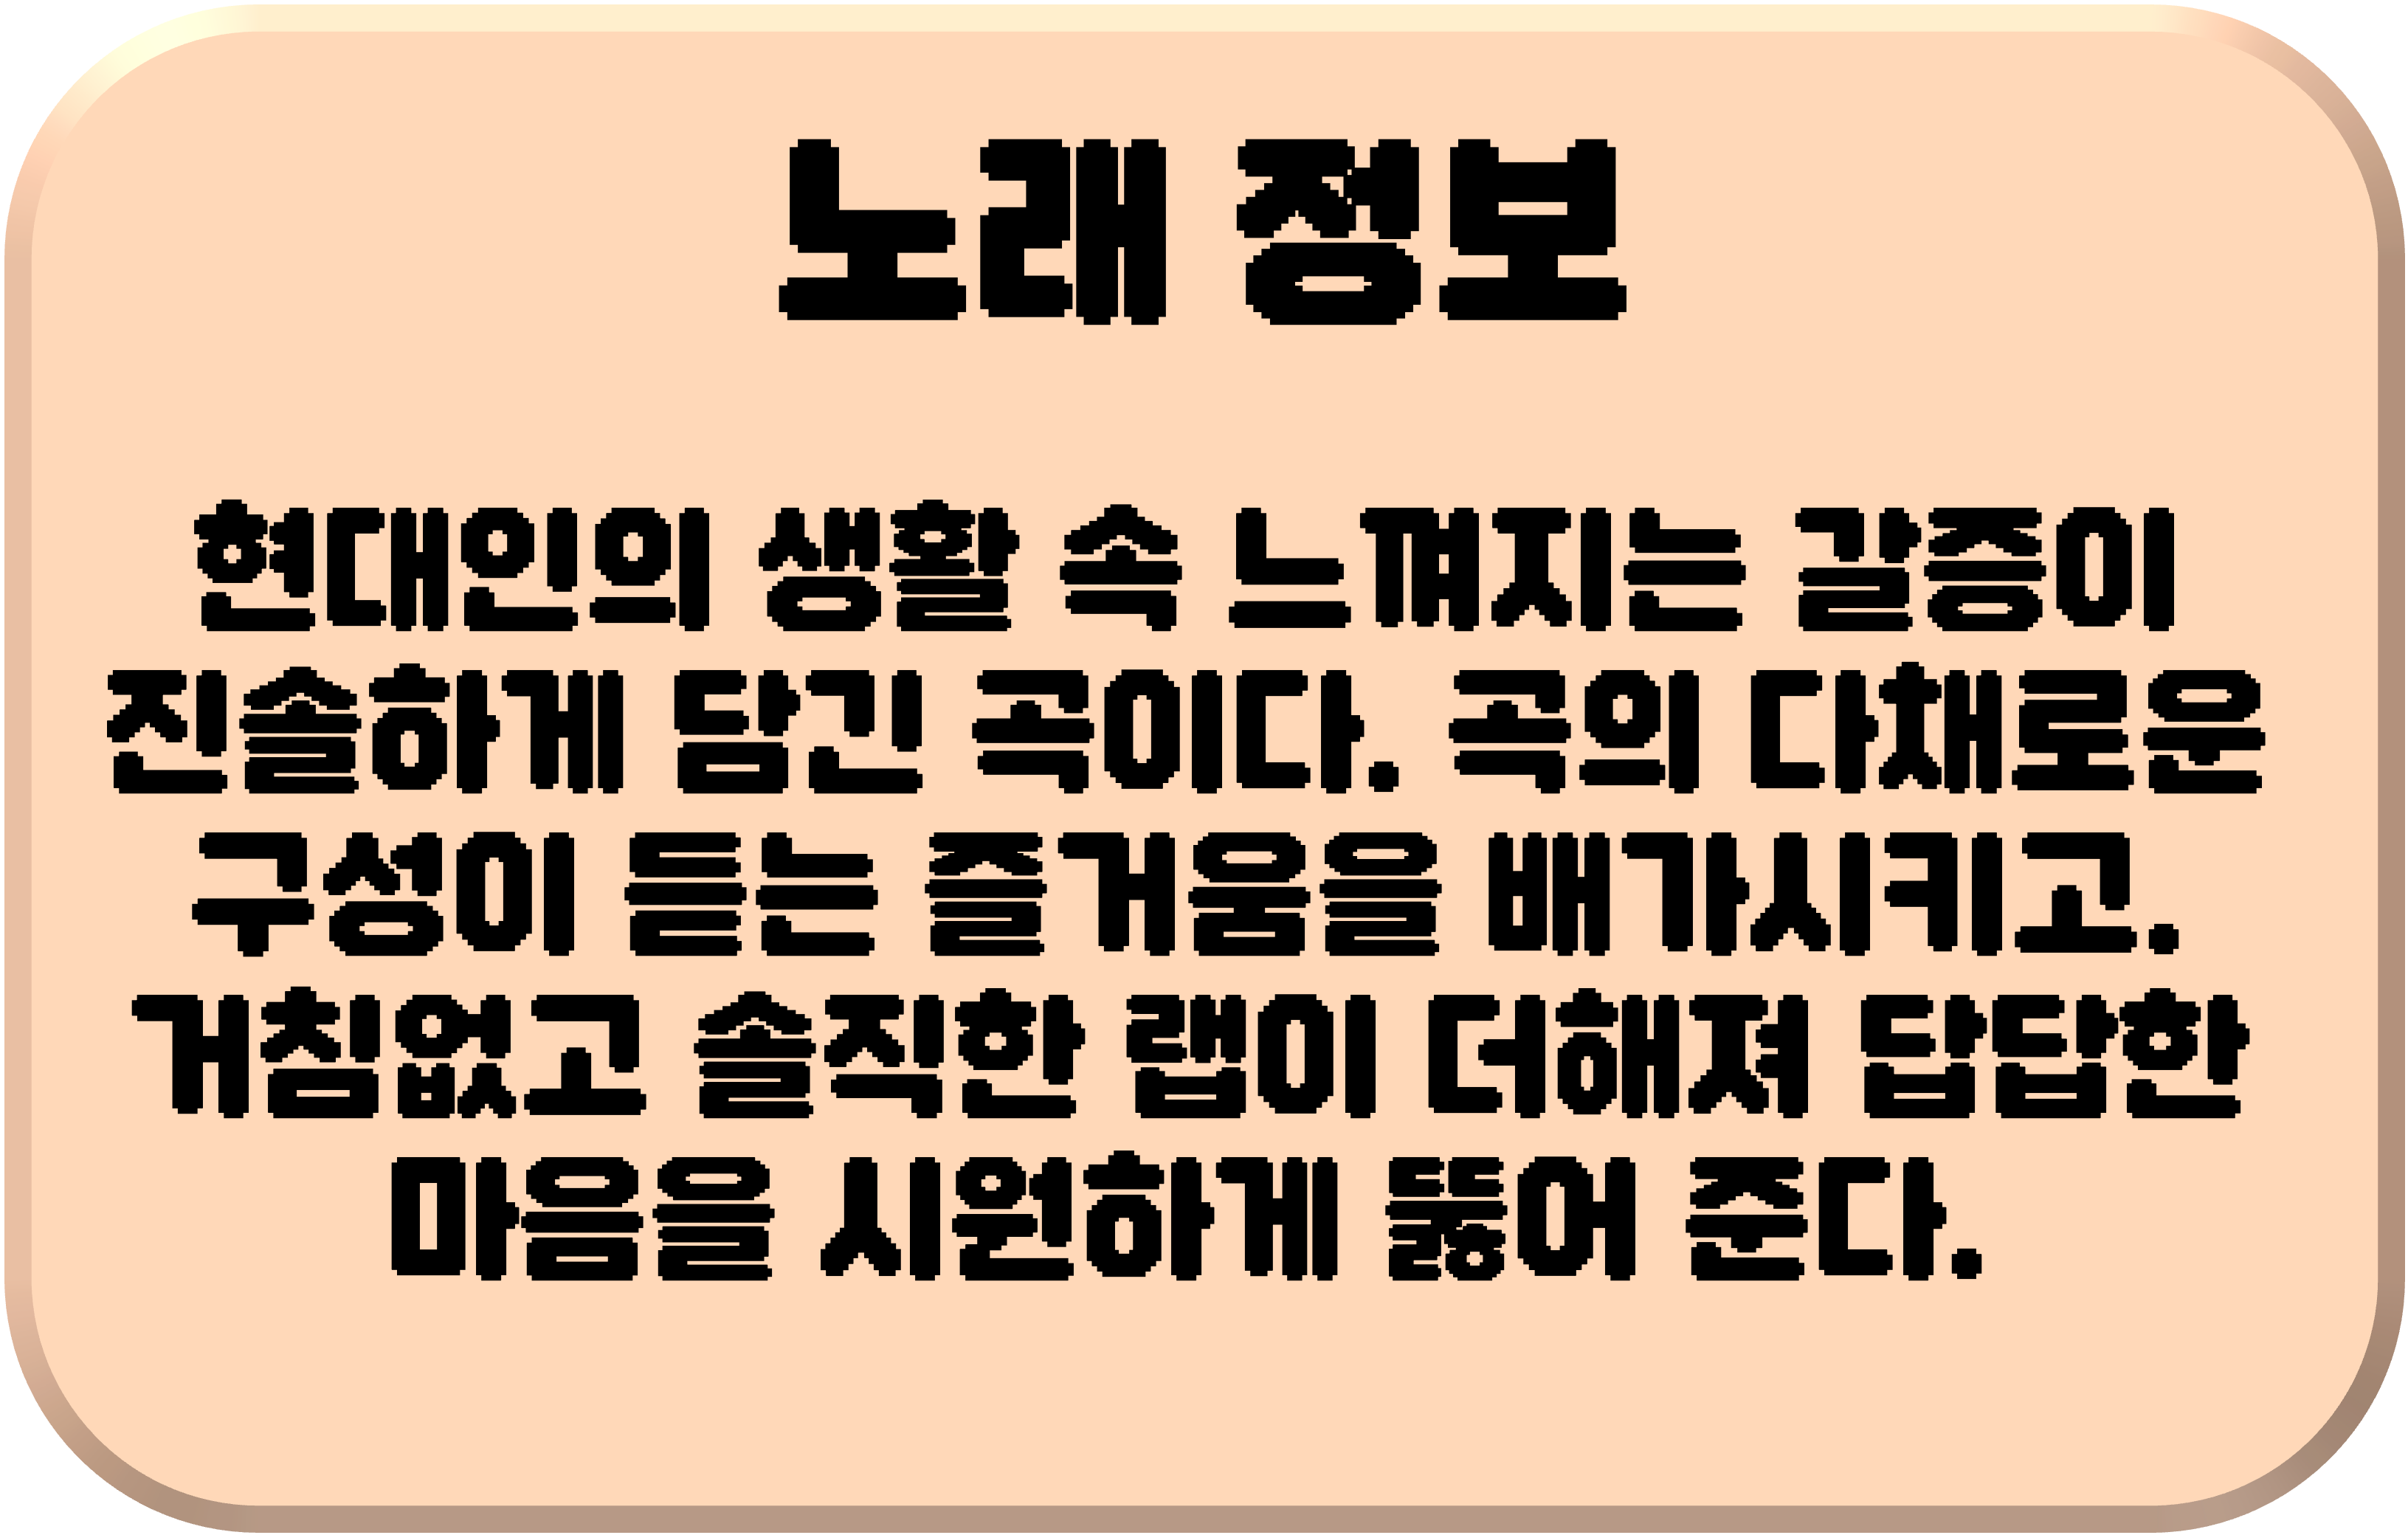 노래 정보
현대인의 생활 속 느껴지는 갈증이
진솔하게 담긴 곡이다. 곡의 다채로운
구성이 듣는 즐거움을 배가시키고.
거침없고 솔직한 랩이 더해져 답답한
마음을 시원하게 뚫어 준다.